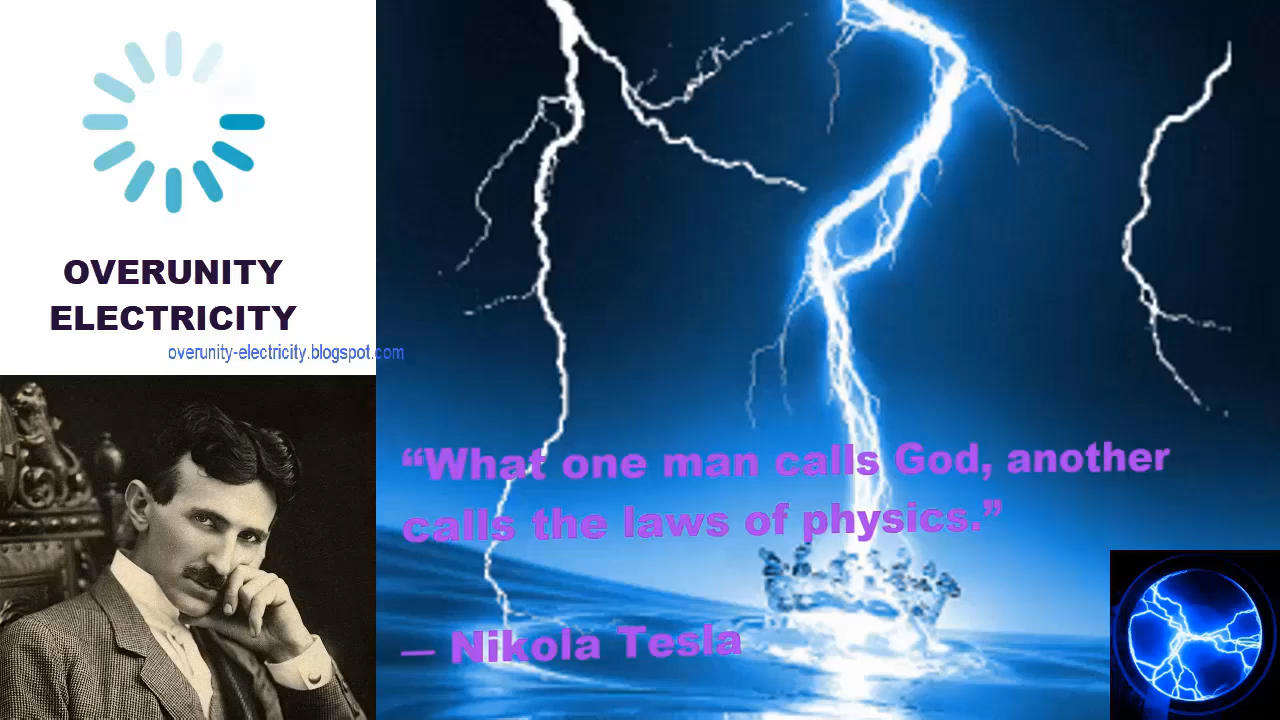 OVERUNITY
ELECTRICITY
overunity-electricity.blogspot.com
“What one man calls God, another
calls the laws of physics.”
— Nikola Tesla